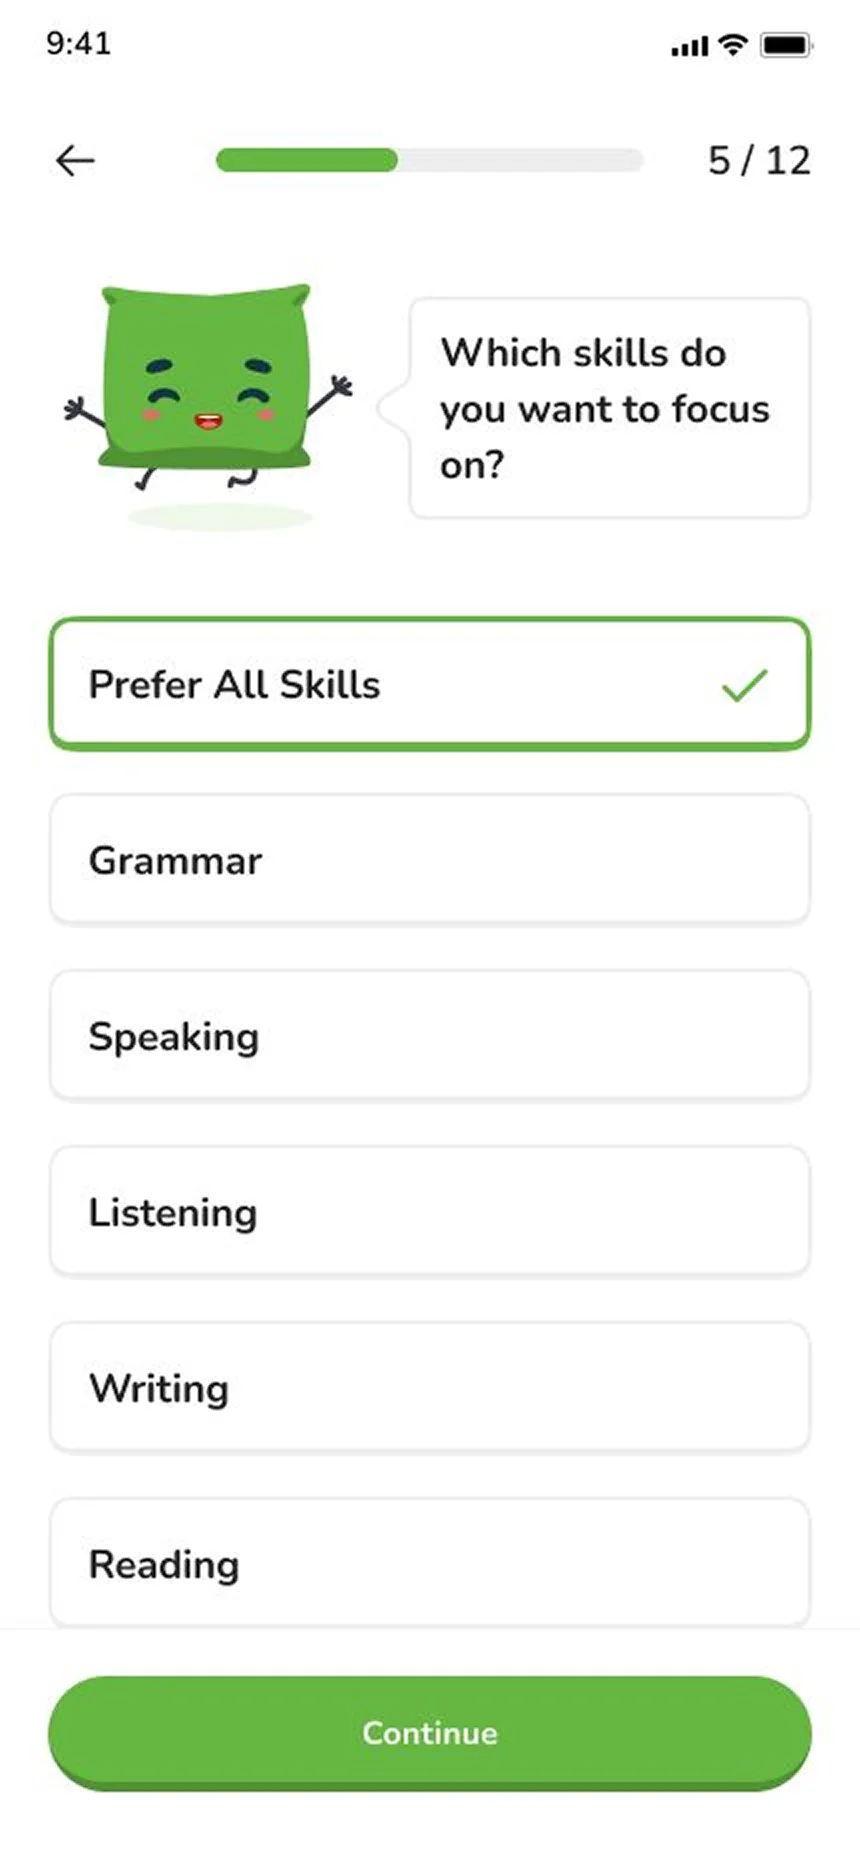 9:41
5 / 12
Which skills do
you want to focus
on?
Prefer All Skills
Grammar
Speaking
Listening
Writing
Reading
Continue